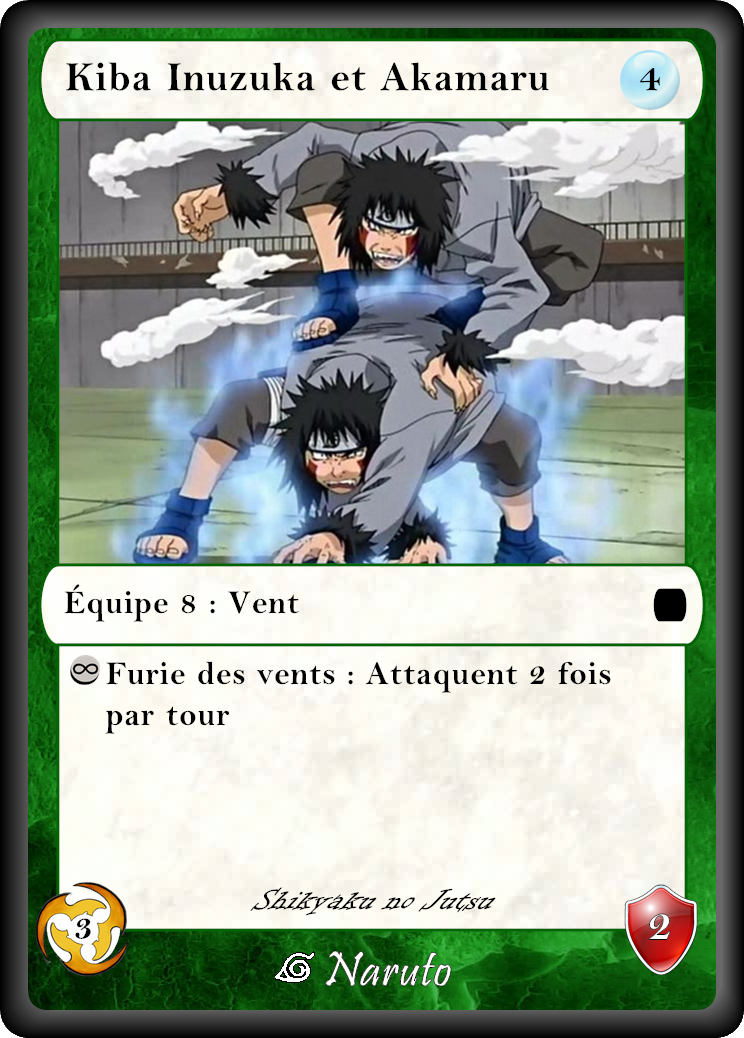 Kiba Inuzuka et Akamaru
4
Équipe 8 : Vent
Furie des vents : Attaquent 2 fois
par tour
Shikyaku no Jutsu
3
2
Naruto